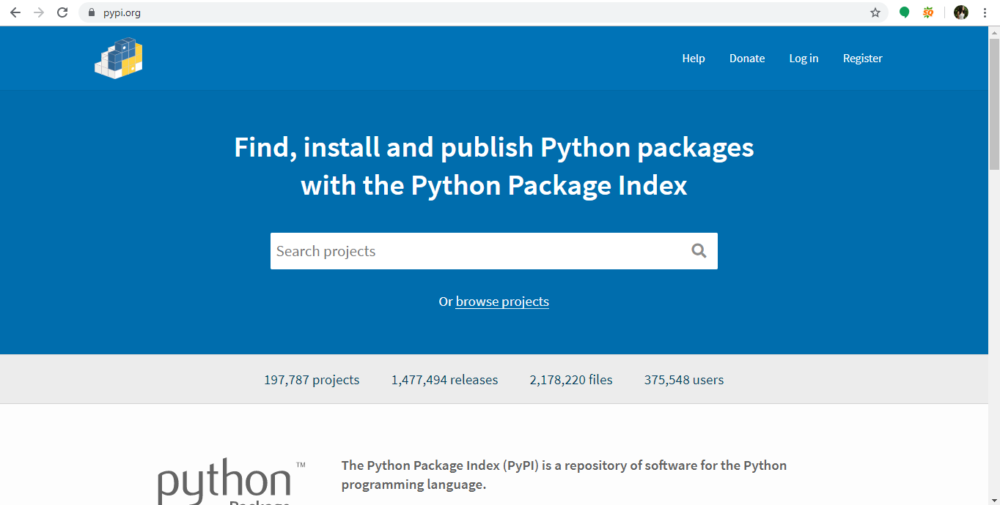 pypi.org
Help Donate Log in Register
Find, install and publish Python packages
with the Python Package Index
Search projects
Or browse projects
197,787 projects 1,477,494 releases 2,178,220 files 375,548 users
python™
Package
The Python Package Index (PyPI) is a repository of software for the Python
programming language.